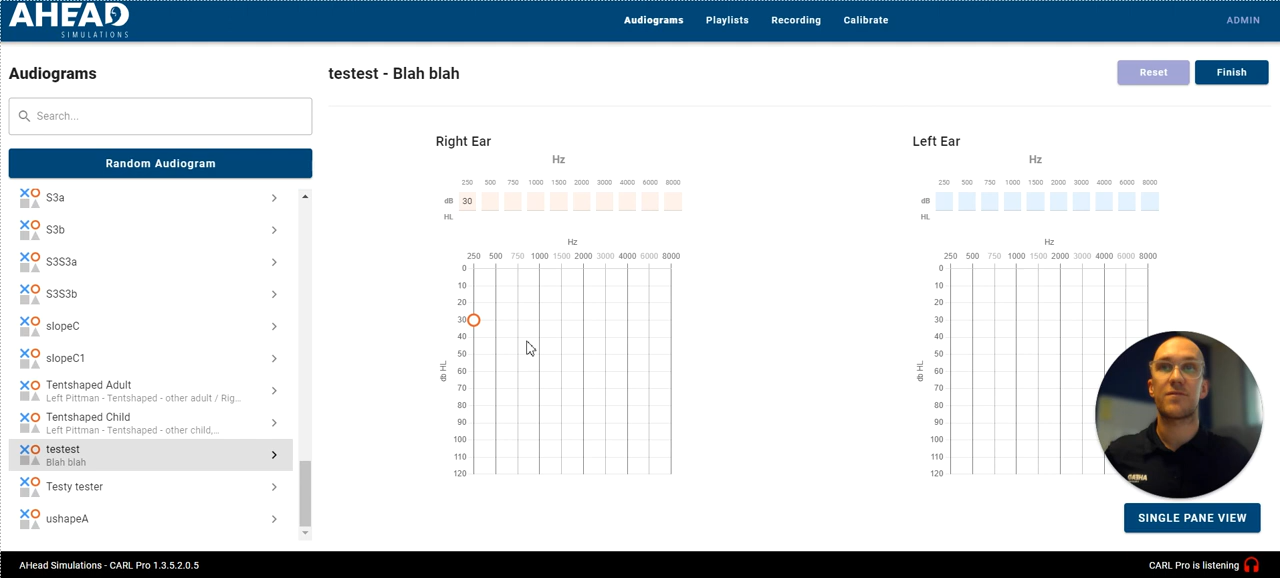 AHEAD
SIMULATIONS
Audiograms Playlists Recording Calibrate
ADMIN
Audiograms
Search...
Random Audiogram
S3a
S3b
S3S3a
S3S3b
slopeC
slopeC1
Tentshaped Adult
Left Pittman - Tentshaped - other adult / Rig...
Tentshaped Child
Left Pittman - Tentshaped - other child,...
testest
Blah blah
Testy tester
ushapeA
testest - Blah blah
Reset Finish
Right Ear
Hz
250 500 750 1000 1500 2000 3000 4000 6000 8000
dB 30
HL
Hz
250 500 750 1000 1500 2000 3000 4000 6000 8000
0
10
20
30
40
50
60
70
80
90
100
110
120
db HL
Left Ear
Hz
250 500 750 1000 1500 2000 3000 4000 6000 8000
dB
HL
Hz
250 500 750 1000 1500 2000 3000 4000 6000 8000
0
10
20
30
40
50
60
70
80
90
100
110
120
db HL
SINGLE PANE VIEW
AHead Simulations - CARL Pro 1.3.5.2.0.5
CARL Pro is listening